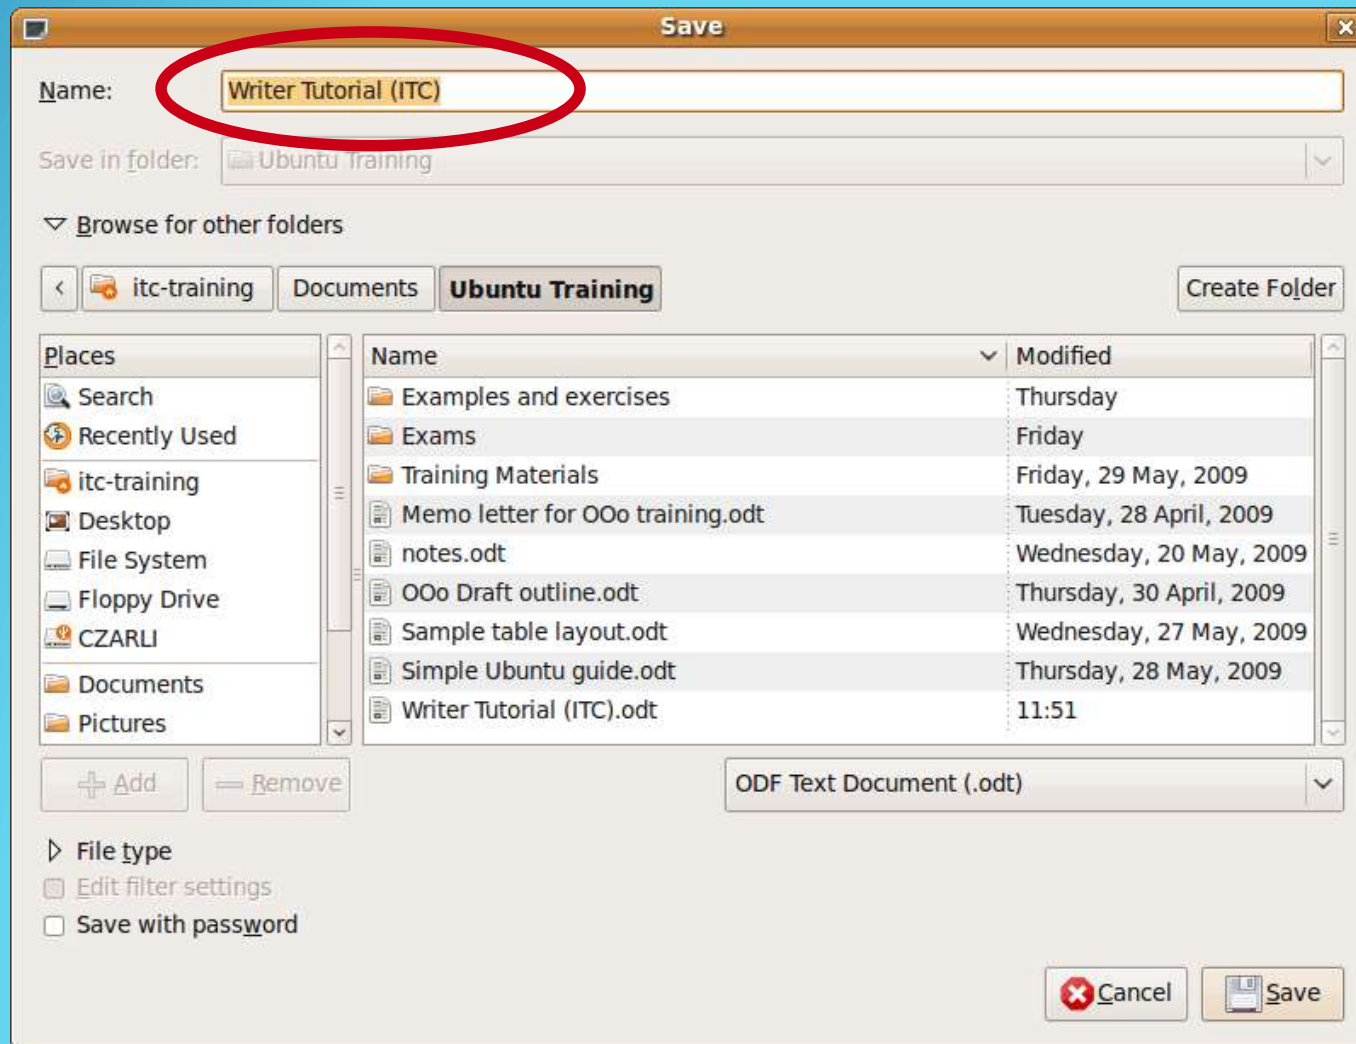 Save
Name: Writer Tutorial (ITC)
Save in folder: Ubuntu Training
Browse for other folders
itc-training Documents Ubuntu Training Create Folder
Places Name Modified
Search Examples and exercises Thursday
Recently Used Exams Friday
itc-training Training Materials Friday, 29 May, 2009
Desktop Memo letter for OOo training.odt Tuesday, 28 April, 2009
File System notes.odt Wednesday, 20 May, 2009
Floppy Drive OOo Draft outline.odt Thursday, 30 April, 2009
CZARLI Sample table layout.odt Wednesday, 27 May, 2009
Documents Simple Ubuntu guide.odt Thursday, 28 May, 2009
Pictures Writer Tutorial (ITC).odt 11:51
Add Remove ODF Text Document (.odt)
File type
Edit filter settings
Save with password
Cancel Save